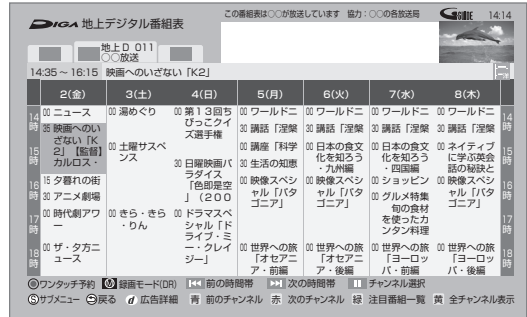 この番組表は○○が放送しています 協力:○○の各放送局 GGUIDE 14:14
DIGA 地上デジタル番組表
地上D 011
○○放送
14:35～16:15 映画へのいざない「K2」
2(金) 3(土) 4(日) 5(月) 6(火) 7(水) 8(木)
14時
15時
16時
17時
18時
00 ニュース
35 映画へのいざない「K2」【監督】カルロス・
15 夕暮れの街
30 アニメ劇場
00 時代劇アワー
00 ザ・夕方ニュース
00 湯めぐり
00 土曜サスペンス
00 きら・きら・りん
00 第13回ちびっこクイズ選手権
30 日曜映画パラダイス「色即是空」(200
00 ドラマスペシャル「ドライブ・ミー・クレイジー」
00 ワールドニ
30 講話「涅槃
00 講座「科学
30 生活の知恵
00 映像スペシャル「パタゴニア」
00 世界への旅「オセアニア・前編
00 ワールドニ
30 講話「涅槃
00 日本の食文化を知ろう・九州編
00 映像スペシャル「パタゴニア」
00 世界への旅「オセアニア・後編
00 ワールドニ
30 講話「涅槃
00 日本の食文化を知ろう・四国編
00 ショッピン
00 グルメ特集 旬の食材を使ったカンタン料理
00 世界への旅「ヨーロッパ・前編
00 ワールドニ
30 講話「涅槃
00 ネイティブに学ぶ英会話の秘訣と
00 映像スペシャル「パタゴニア」
00 世界への旅「ヨーロッパ・後編
ワンタッチ予約 録画モード(DR) 前の時間帯 次の時間帯 チャンネル選択
Ⓢサブメニュー 戻る d 広告詳細 青 前のチャンネル 赤 次のチャンネル 緑 注目番組一覧 黄 全チャンネル表示